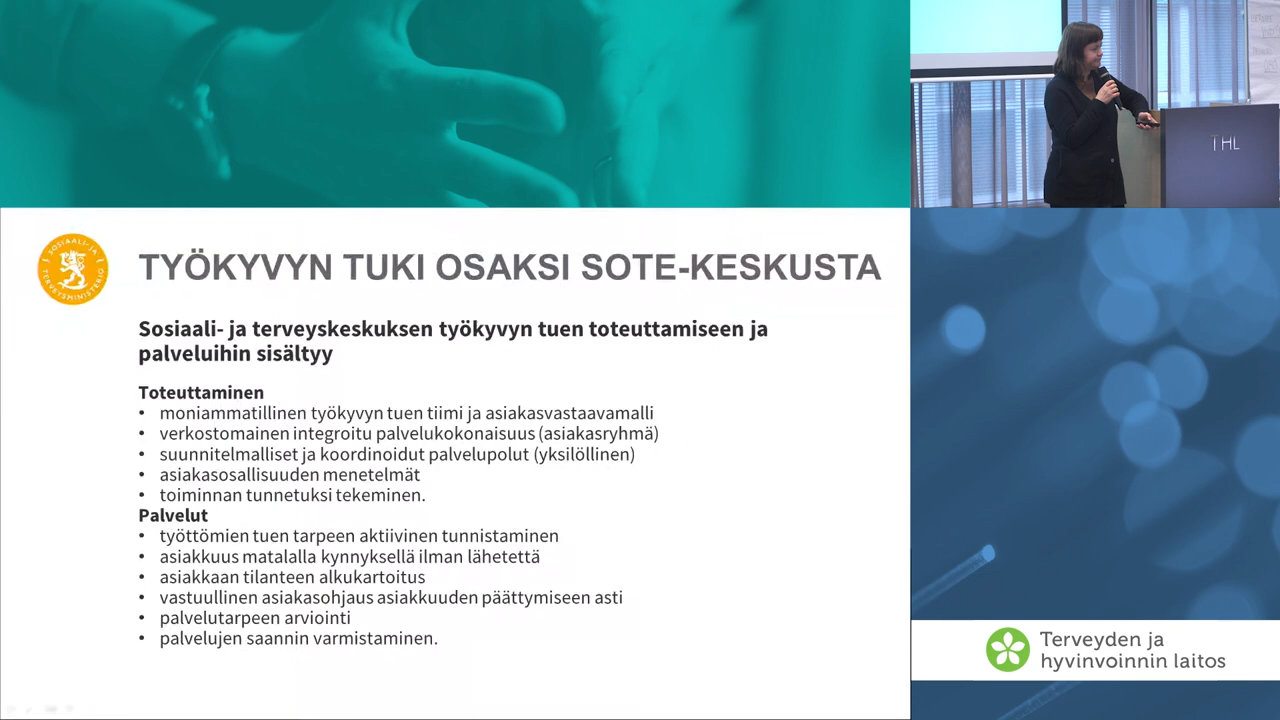 THL
SOSIAALI- JA TERVEYSMINISTERIÖ
TYÖKYVYN TUKI OSAKSI SOTE-KESKUSTA
Sosiaali- ja terveyskeskuksen työkyvyn tuen toteuttamiseen ja
palveluihin sisältyy
Toteuttaminen
• moniammatillinen työkyvyn tuen tiimi ja asiakasvastaavamalli
• verkostomainen integroitu palvelukokonaisuus (asiakasryhmä)
• suunnitelmalliset ja koordinoidut palvelupolut (yksilöllinen)
• asiakasosallisuuden menetelmät
• toiminnan tunnetuksi tekeminen.
Palvelut
• työttömien tuen tarpeen aktiivinen tunnistaminen
• asiakkuus matalalla kynnyksellä ilman lähetettä
• asiakkaan tilanteen alkukartoitus
• vastuullinen asiakasohjaus asiakkuuden päättymiseen asti
• palvelutarpeen arviointi
• palvelujen saannin varmistaminen.
Terveyden ja
hyvinvoinnin laitos